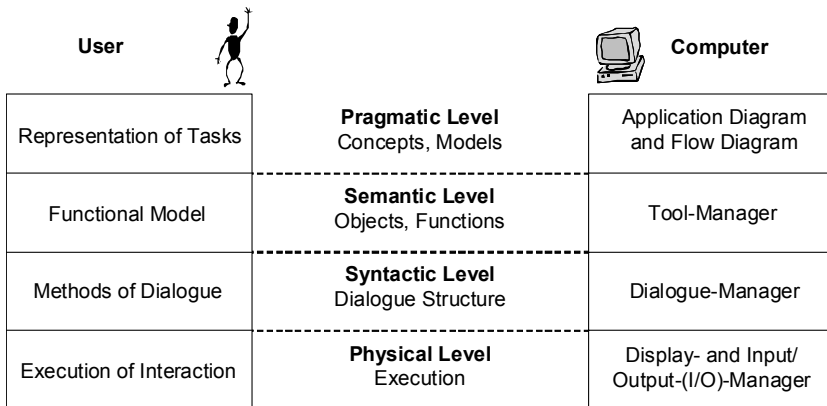 User
Computer
Representation of Tasks
Pragmatic Level
Concepts, Models
Application Diagram
and Flow Diagram
Functional Model
Semantic Level
Objects, Functions
Tool-Manager
Methods of Dialogue
Syntactic Level
Dialogue Structure
Dialogue-Manager
Execution of Interaction
Physical Level
Execution
Display- and Input/
Output-(I/O)-Manager